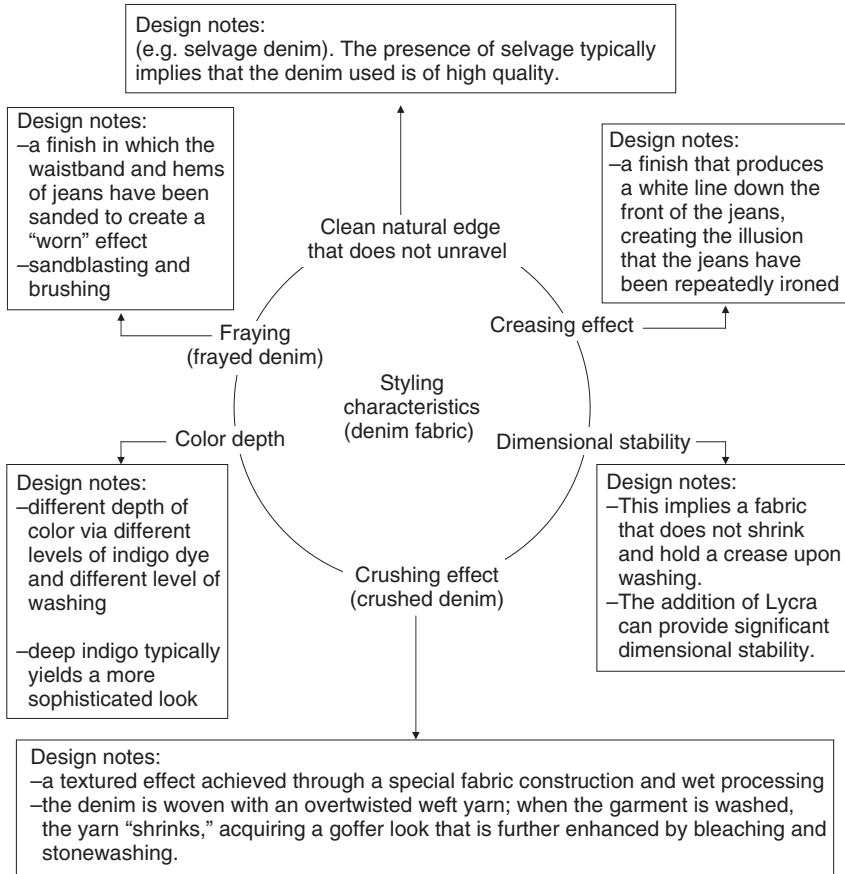 Design notes:
(e.g. selvage denim). The presence of selvage typically
implies that the denim used is of high quality.
Design notes:
–a finish in which the
waistband and hems
of jeans have been
sanded to create a
“worn” effect
–sandblasting and
brushing
Design notes:
–a finish that produces
a white line down the
front of the jeans,
creating the illusion
that the jeans have
been repeatedly ironed
Clean natural edge
that does not unravel
Fraying
(frayed denim)
Creasing effect
Styling
characteristics
(denim fabric)
Color depth
Dimensional stability
Design notes:
–different depth of
color via different
levels of indigo dye
and different level of
washing
–deep indigo typically
yields a more
sophisticated look
Design notes:
–This implies a fabric
that does not shrink
and hold a crease upon
washing.
–The addition of Lycra
can provide significant
dimensional stability.
Crushing effect
(crushed denim)
Design notes:
–a textured effect achieved through a special fabric construction and wet processing
–the denim is woven with an overtwisted weft yarn; when the garment is washed,
the yarn “shrinks,” acquiring a goffer look that is further enhanced by bleaching and
stonewashing.